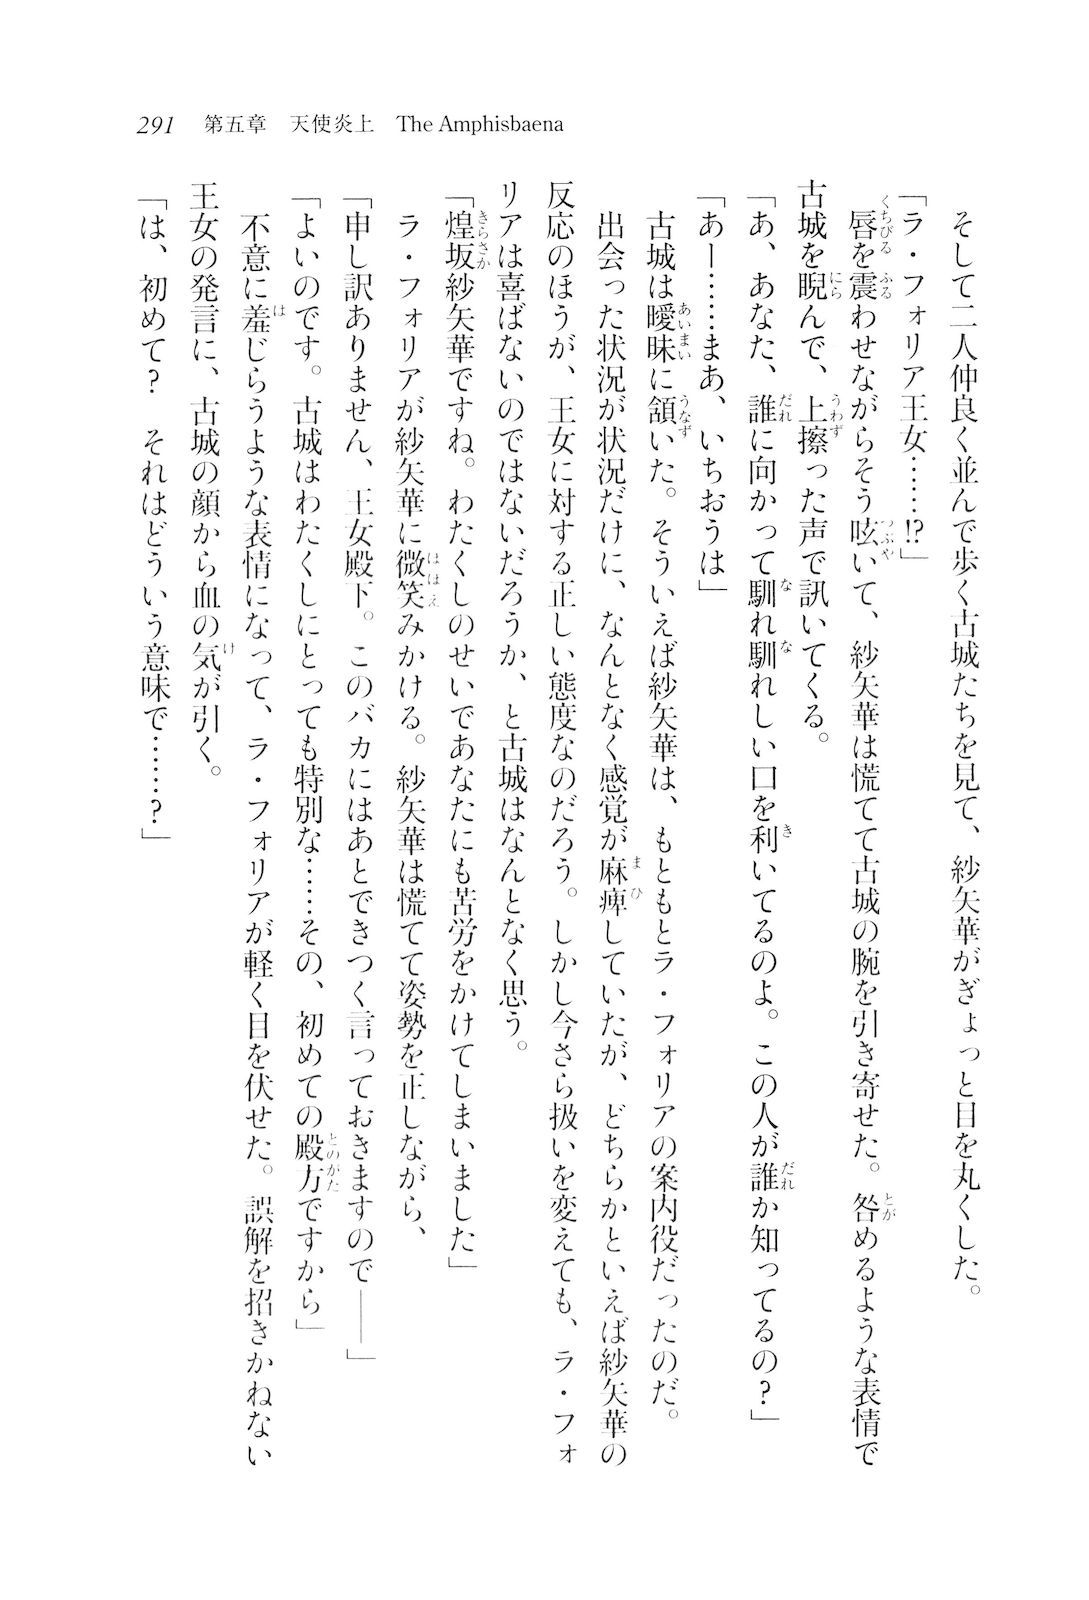 291　第五章　天使炎上　The Amphisbaena
　そして二人仲良く並んで歩く古城たちを見て、紗矢華がぎょっと目を丸くした。
「ラ・フォリア王女……!?」
　唇を震わせながらそう呟いて、紗矢華は慌てて古城の腕を引き寄せた。咎めるような表情で
古城を睨んで、上擦った声で訊いてくる。
「あ、あなた、誰に向かって馴れ馴れしい口を利いてるのよ。この人が誰か知ってるの？」
「あー……まあ、いちおうは」
　古城は曖昧に頷いた。そういえば紗矢華は、もともとラ・フォリアの案内役だったのだ。
　出会った状況が状況だけに、なんとなく感覚が麻痺していたが、どちらかといえば紗矢華の
反応のほうが、王女に対する正しい態度なのだろう。しかし今さら扱いを変えても、ラ・フォ
リアは喜ばないのではないだろうか、と古城はなんとなく思う。
「煌坂紗矢華ですね。わたくしのせいであなたにも苦労をかけてしまいました」
　ラ・フォリアが紗矢華に微笑みかける。紗矢華は慌てて姿勢を正しながら、
「申し訳ありません、王女殿下。このバカにはあとできつく言っておきますので――」
「よいのです。古城はわたくしにとっても特別な……その、初めての殿方ですから」
　不意に羞じらうような表情になって、ラ・フォリアが軽く目を伏せた。誤解を招きかねない
王女の発言に、古城の顔から血の気が引く。
「は、初めて？　それはどういう意味で……？」